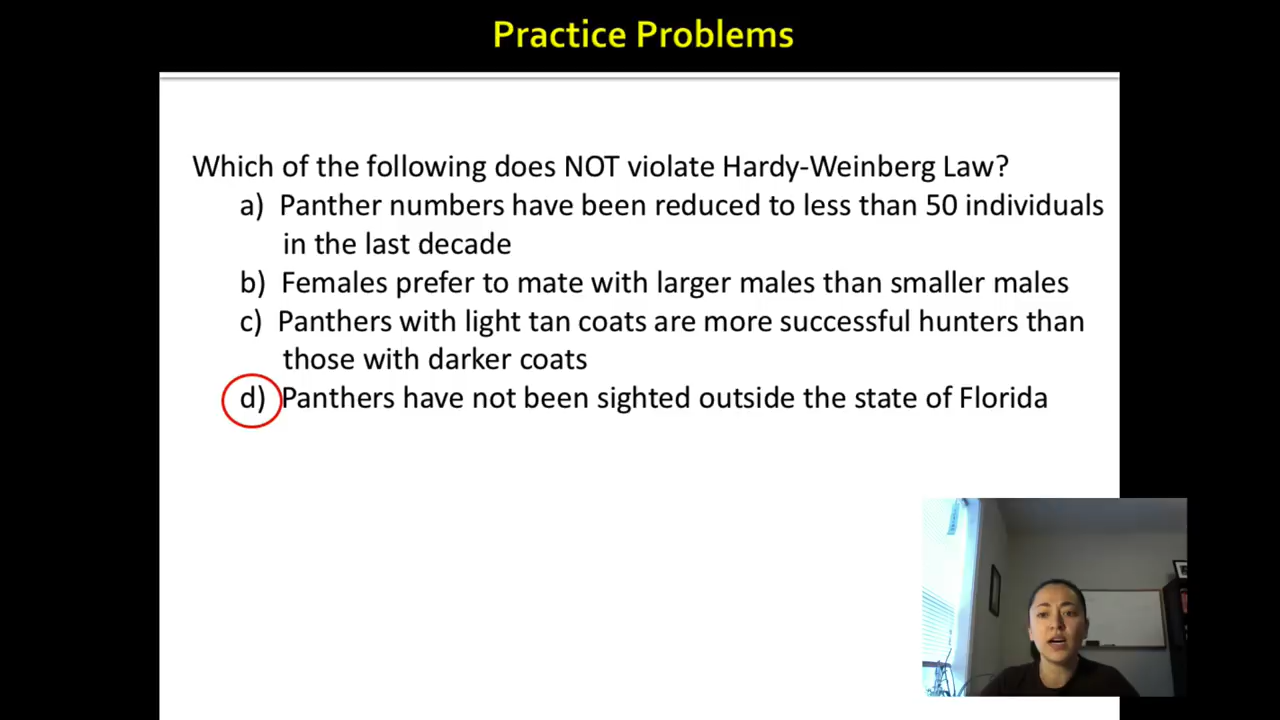 Practice Problems
Which of the following does NOT violate Hardy-Weinberg Law?
a) Panther numbers have been reduced to less than 50 individuals
in the last decade
b) Females prefer to mate with larger males than smaller males
c) Panthers with light tan coats are more successful hunters than
those with darker coats
d) Panthers have not been sighted outside the state of Florida